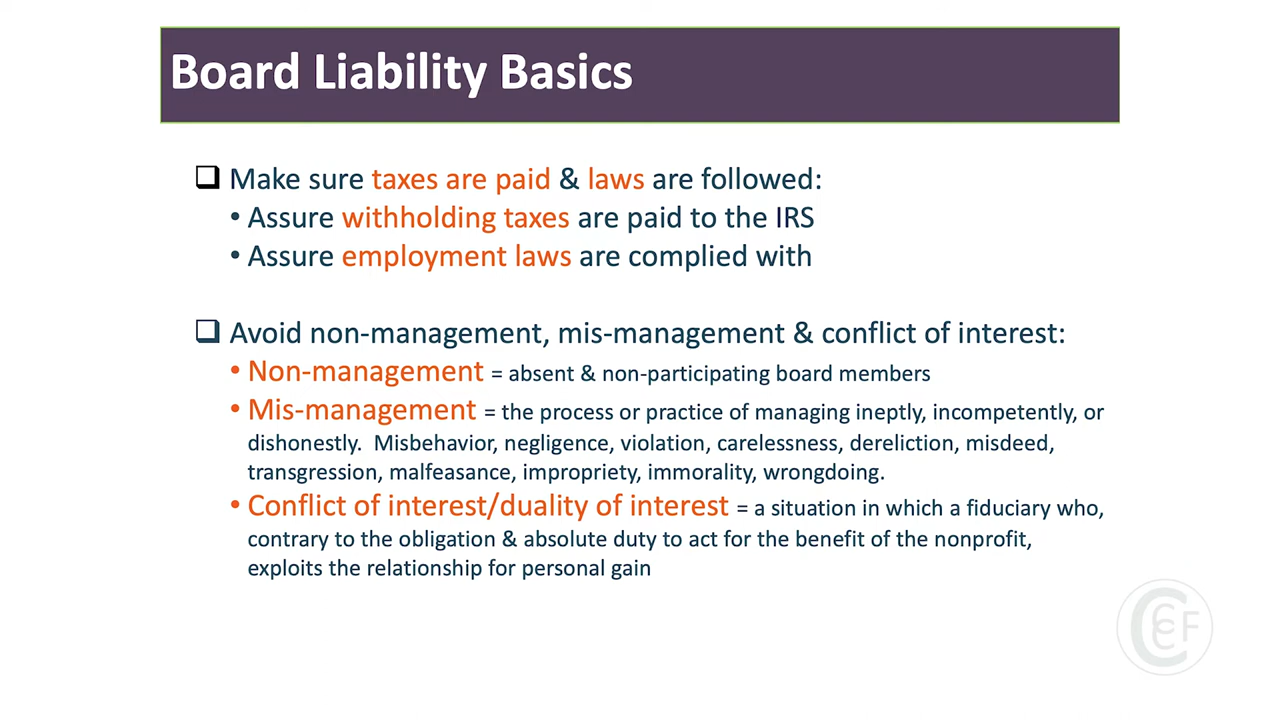 Board Liability Basics
❑ Make sure taxes are paid & laws are followed:
• Assure withholding taxes are paid to the IRS
• Assure employment laws are complied with
❑ Avoid non-management, mis-management & conflict of interest:
• Non-management = absent & non-participating board members
• Mis-management = the process or practice of managing ineptly, incompetently, or
dishonestly. Misbehavior, negligence, violation, carelessness, dereliction, misdeed,
transgression, malfeasance, impropriety, immorality, wrongdoing.
• Conflict of interest/duality of interest = a situation in which a fiduciary who,
contrary to the obligation & absolute duty to act for the benefit of the nonprofit,
exploits the relationship for personal gain
CCCF